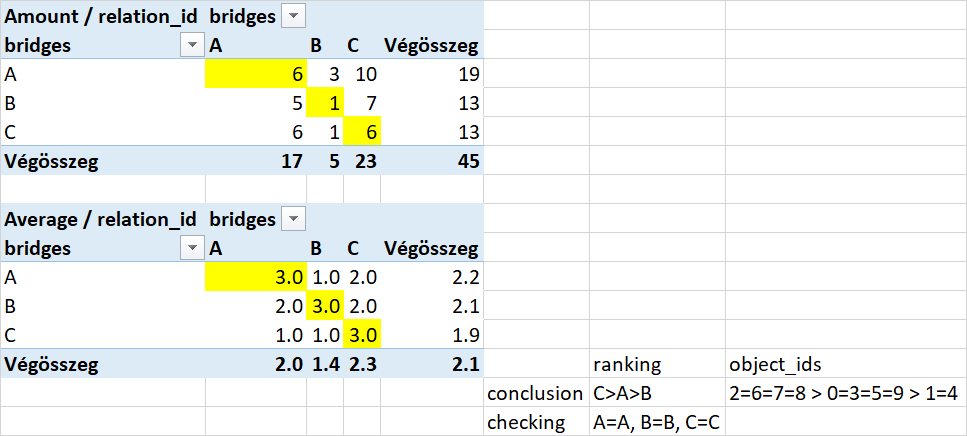 Amount / relation_id bridges
bridges A B C Végösszeg
A 6 3 10 19
B 5 1 7 13
C 6 1 6 13
Végösszeg 17 5 23 45
Average / relation_id bridges
bridges A B C Végösszeg
A 3.0 1.0 2.0 2.2
B 2.0 3.0 2.0 2.1
C 1.0 1.0 3.0 1.9
Végösszeg 2.0 1.4 2.3 2.1 ranking object_ids
conclusion C>A>B 2=6=7=8 > 0=3=5=9 > 1=4
checking A=A, B=B, C=C